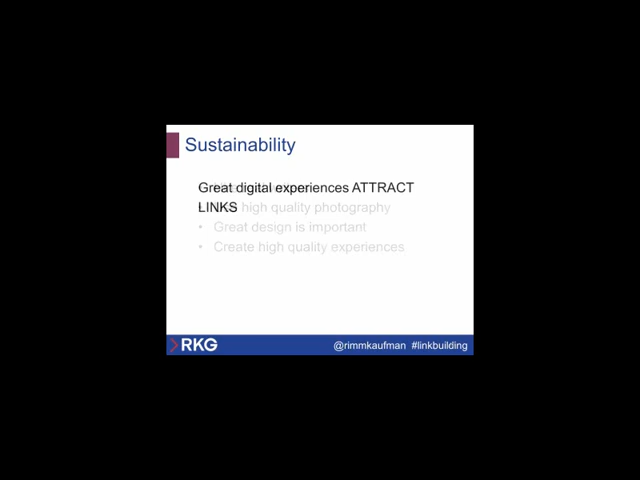 Sustainability
Great digital experiences ATTRACT
LINKS
high quality photography
• Great design is important
• Create high quality experiences
RKG
@rimmkaufman #linkbuilding